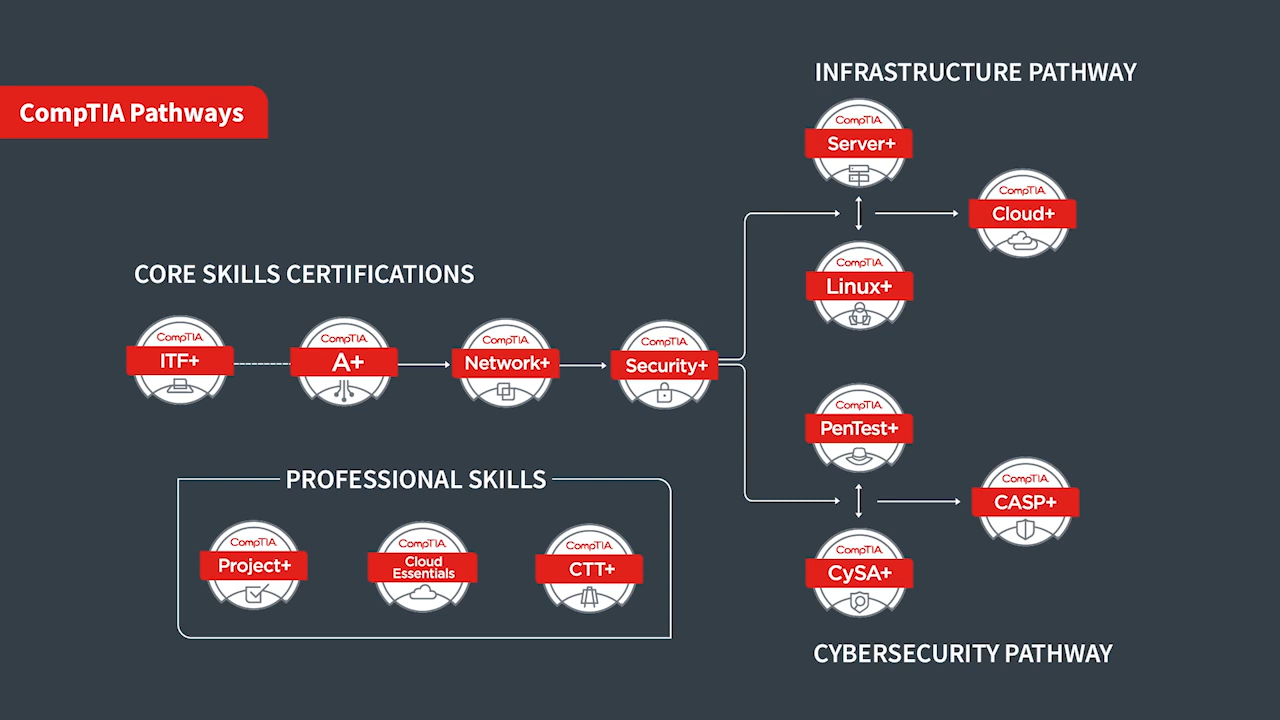 CompTIA Pathways
CORE SKILLS CERTIFICATIONS
CompTIA
ITF+
CompTIA
A+
CompTIA
Network+
CompTIA
Security+
INFRASTRUCTURE PATHWAY
CompTIA
Server+
CompTIA
Linux+
CompTIA
Cloud+
CompTIA
PenTest+
CompTIA
CySA+
CompTIA
CASP+
CYBERSECURITY PATHWAY
PROFESSIONAL SKILLS
CompTIA
Project+
CompTIA
Cloud
Essentials
CompTIA
CTT+